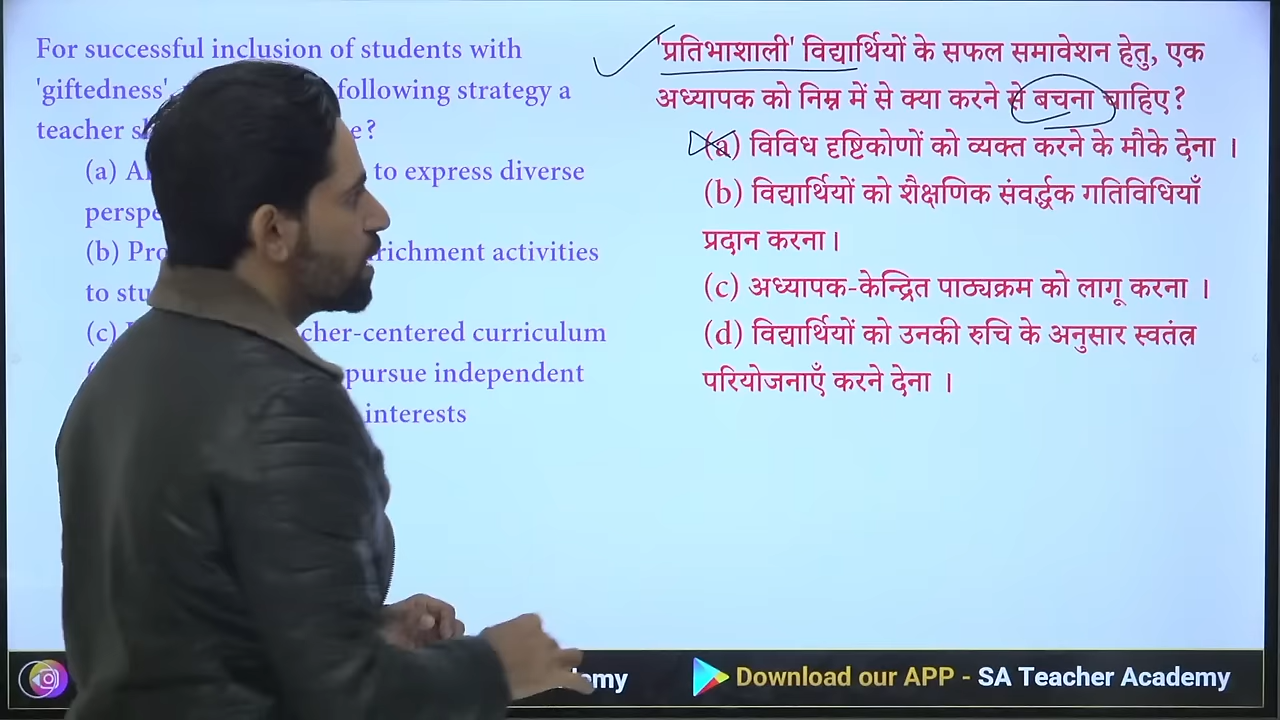 For successful inclusion of students with
'giftedness', following strategy a
teacher e?
(a) to express diverse
perspe
(b) Pro richment activities
to stu
(c) cher-centered curriculum
pursue independent
interests
'प्रतिभाशाली' विद्यार्थियों के सफल समावेशन हेतु, एक
अध्यापक को निम्न में से क्या करने से बचना चाहिए?
(a) विविध दृष्टिकोणों को व्यक्त करने के मौके देना ।
(b) विद्यार्थियों को शैक्षणिक संवर्द्धक गतिविधियाँ
प्रदान करना।
(c) अध्यापक-केन्द्रित पाठ्यक्रम को लागू करना ।
(d) विद्यार्थियों को उनकी रुचि के अनुसार स्वतंत्र
परियोजनाएँ करने देना ।
emy
Download our APP - SA Teacher Academy